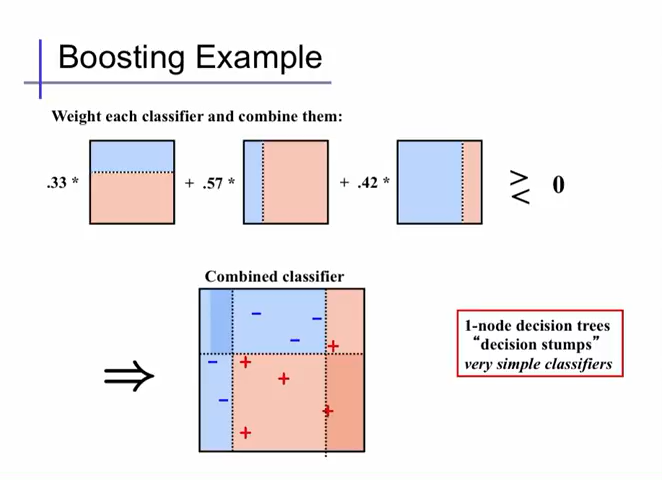 Boosting Example
Weight each classifier and combine them:
.33 * + .57 * + .42 * ≷ 0
Combined classifier
1-node decision trees
“decision stumps”
very simple classifiers
⇒
− − −
+
− + +
− +
+